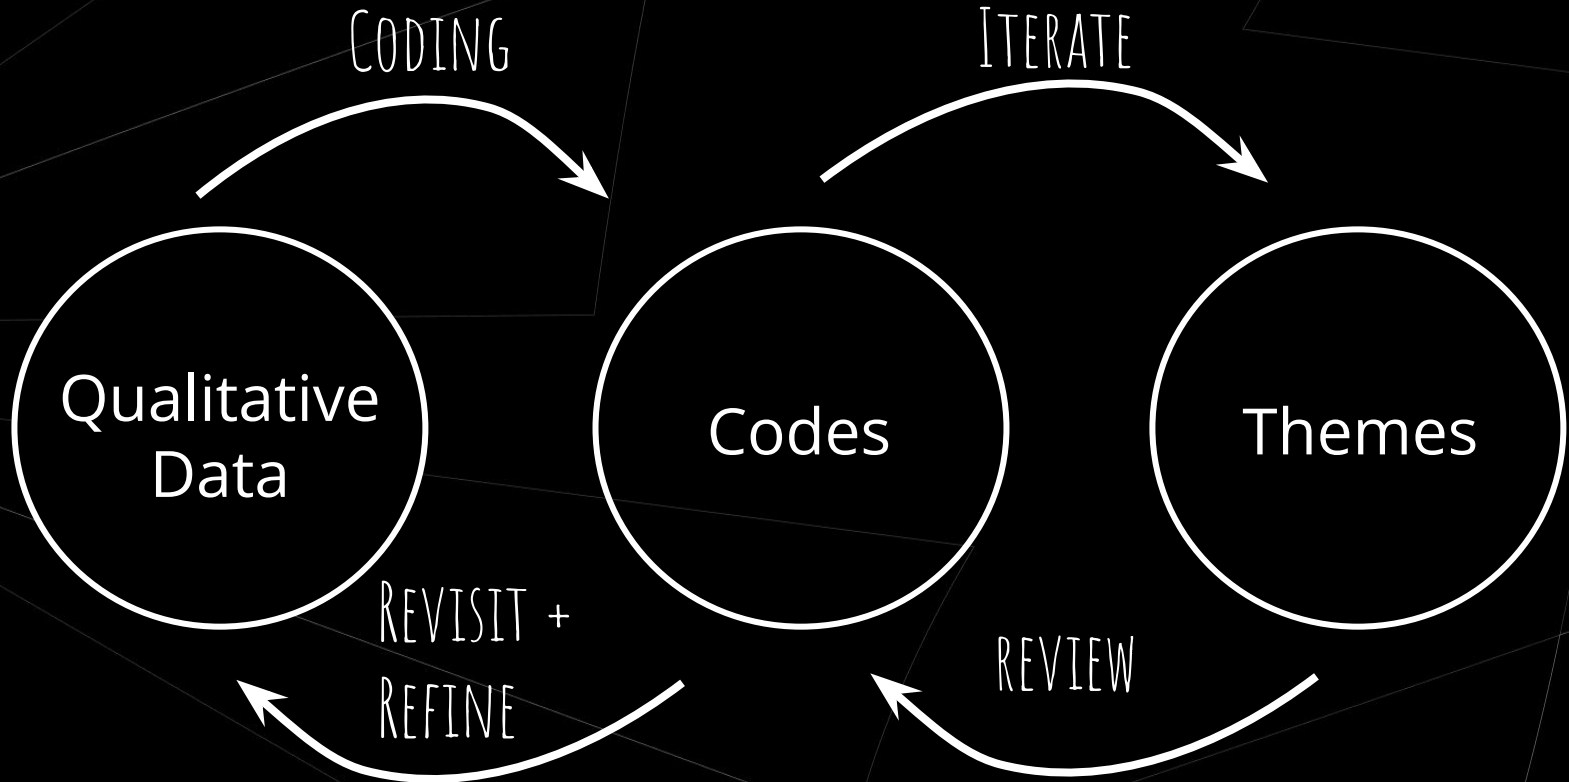 Coding
Iterate
Qualitative
Data
Codes
Themes
Revisit +
Refine
review